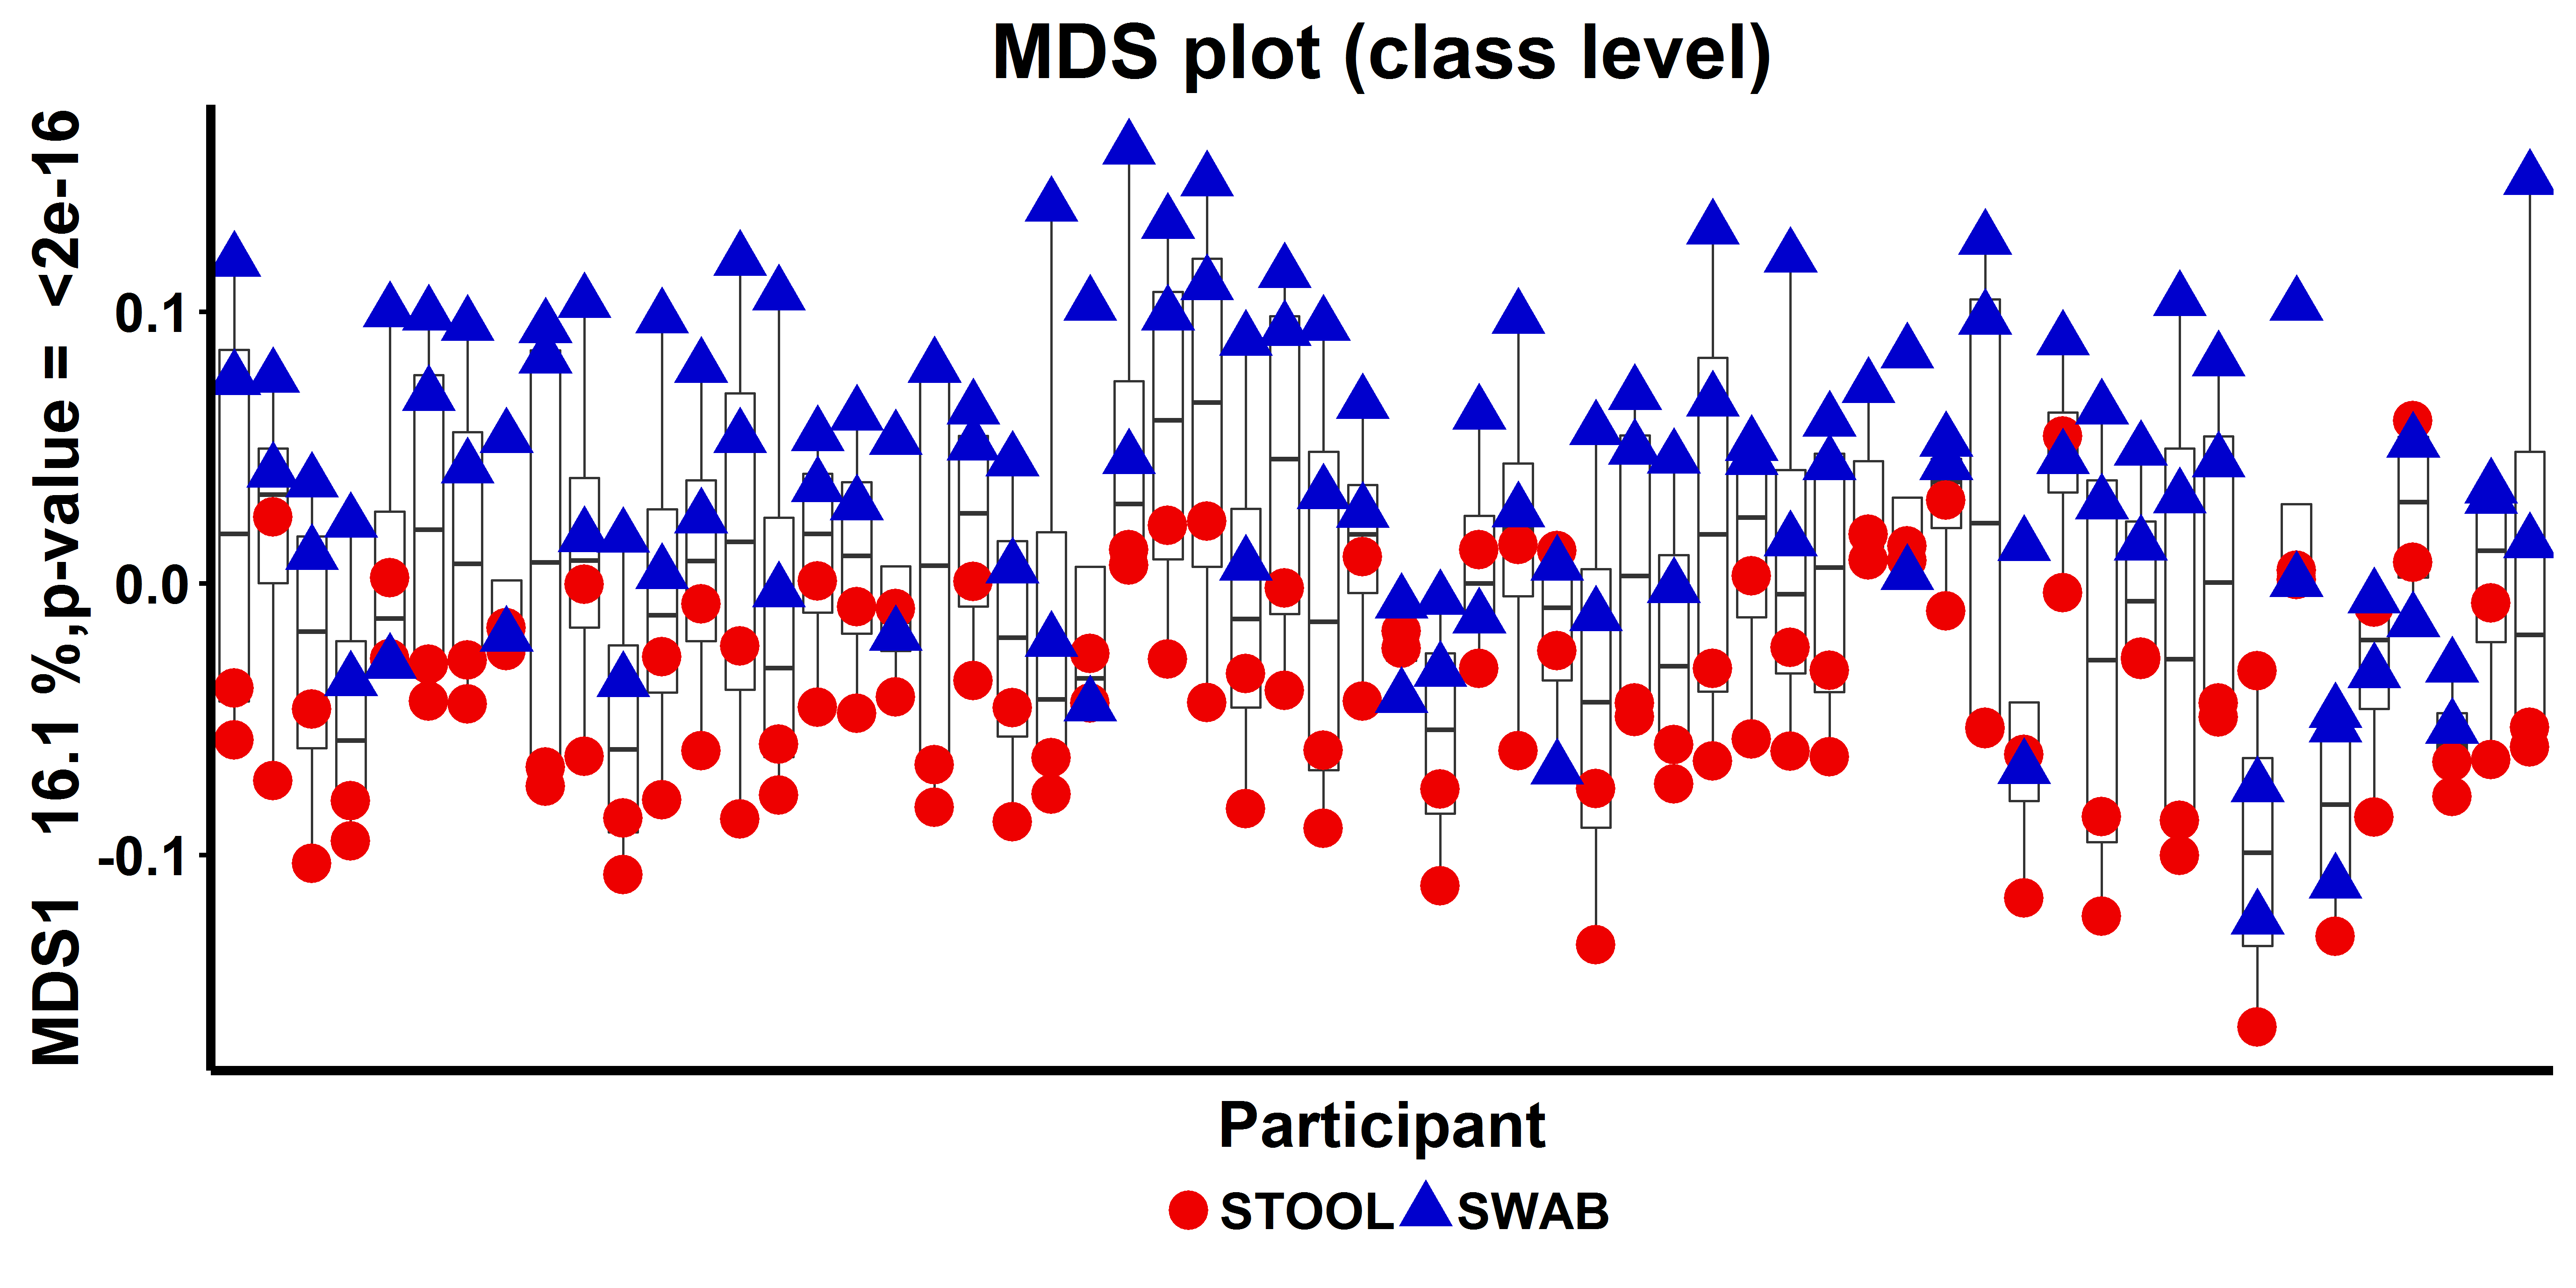 MDS plot (class level)
MDS1   16.1 %,p-value = <2e-16
0.1
0.0
-0.1
Participant
STOOL SWAB